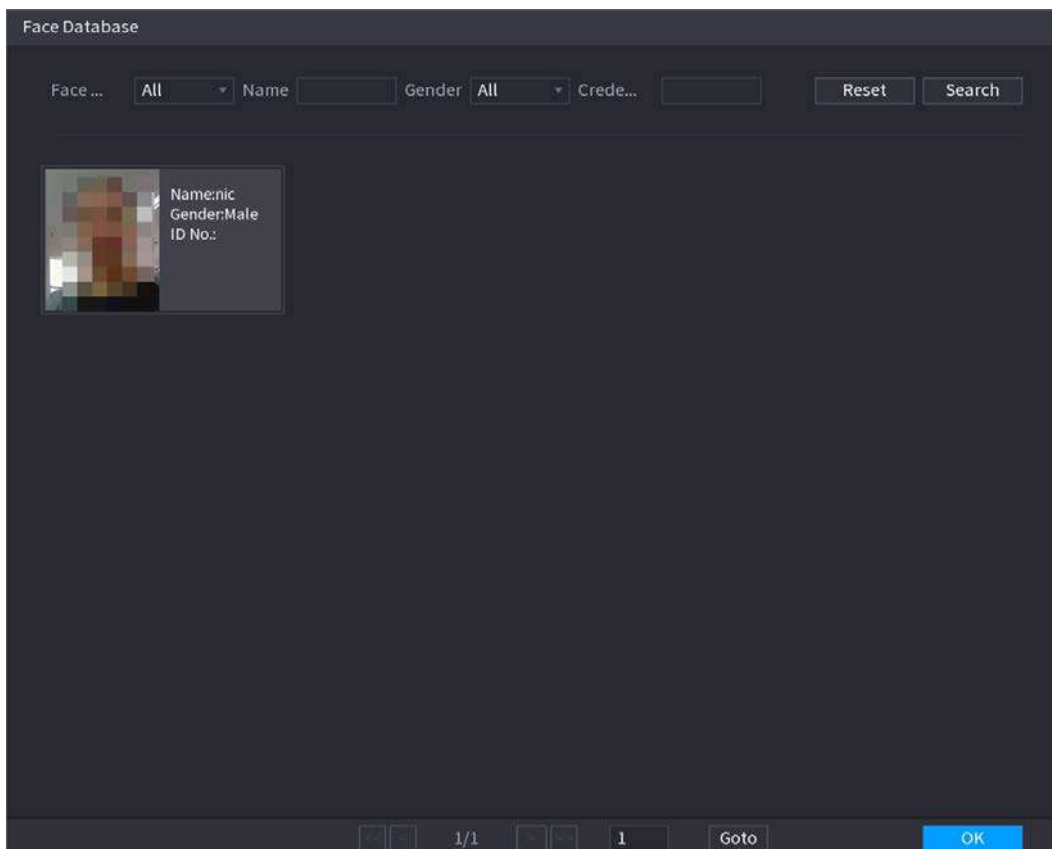 Face Database
Face ... All Name Gender All Crede... Reset Search
Name:nic
Gender:Male
ID No.:
1/1 1 Goto OK